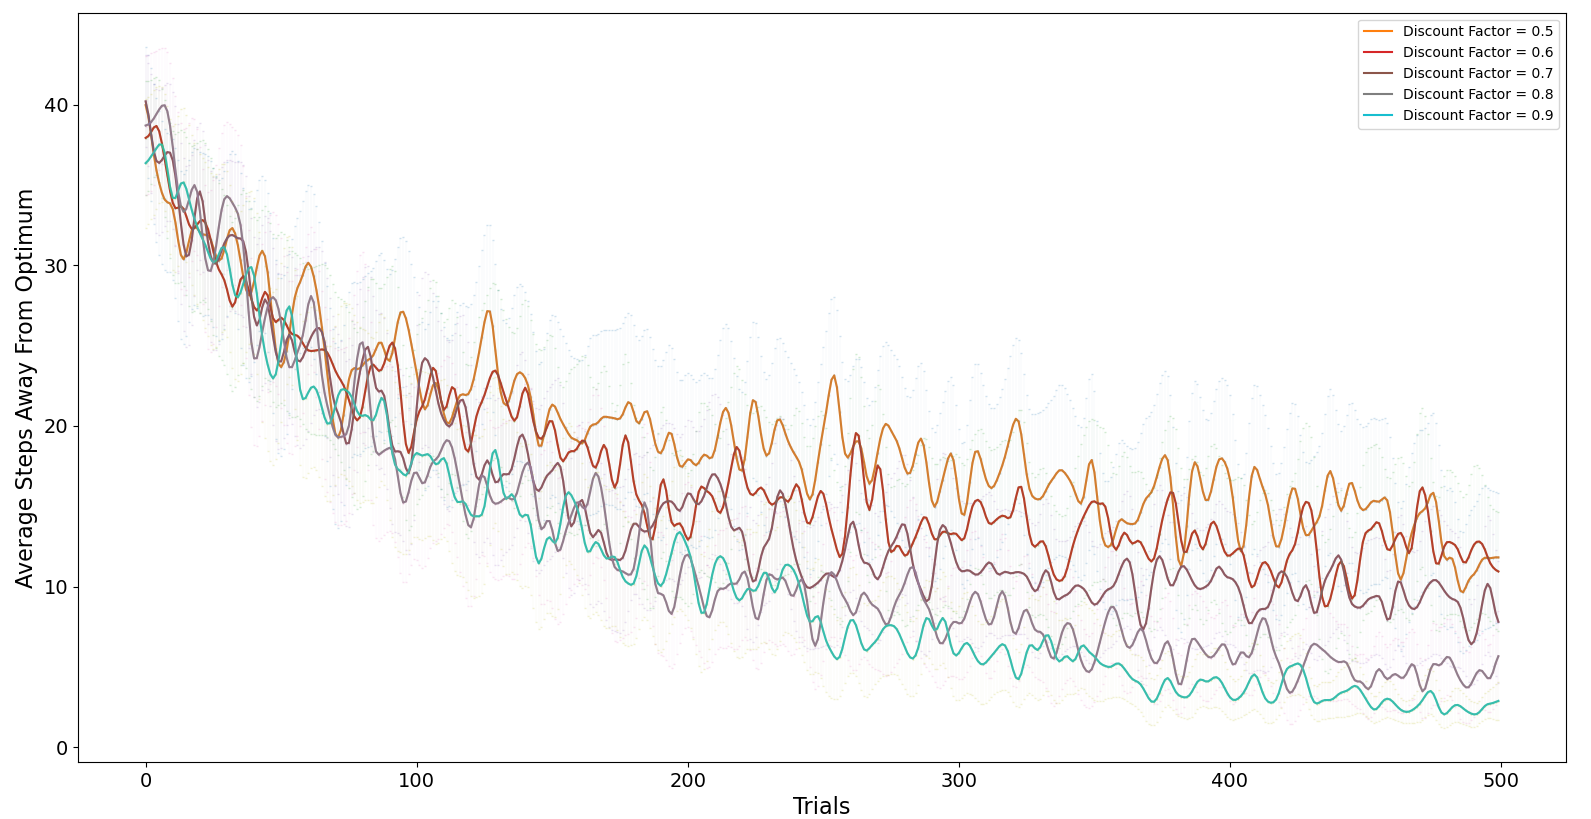 Discount Factor = 0.5
Discount Factor = 0.6
Discount Factor = 0.7
Discount Factor = 0.8
Discount Factor = 0.9
Average Steps Away From Optimum
40
30
20
10
0
0 100 200 300 400 500
Trials